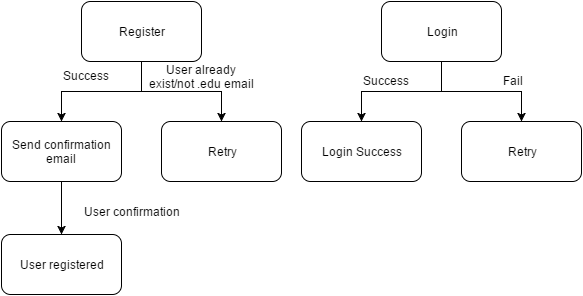 Register
Login
Success
User already
exist/not .edu email
Success
Fail
Send confirmation
email
Retry
Login Success
Retry
User confirmation
User registered